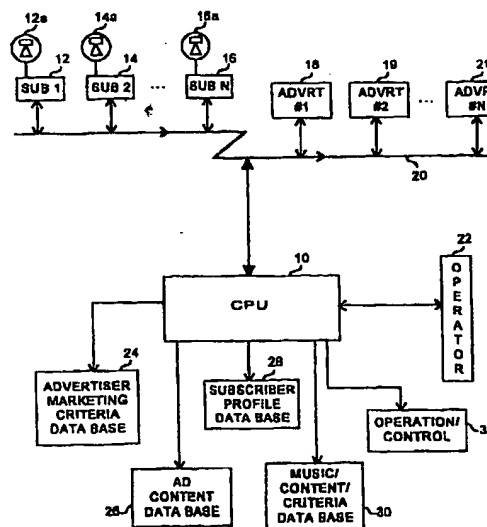 12a 14a 16a
12 14 16
SUB 1 SUB 2 ... SUB N
18 19 21
ADVRT #1 ADVRT #2 ... ADVRT #N
20
22
OPERATOR
10
CPU
24
ADVERTISER MARKETING CRITERIA DATA BASE
28
SUBSCRIBER PROFILE DATA BASE
OPERATION/ CONTROL
26
AD CONTENT DATA BASE
MUSIC/ CONTENT/ CRITERIA DATA BASE
30